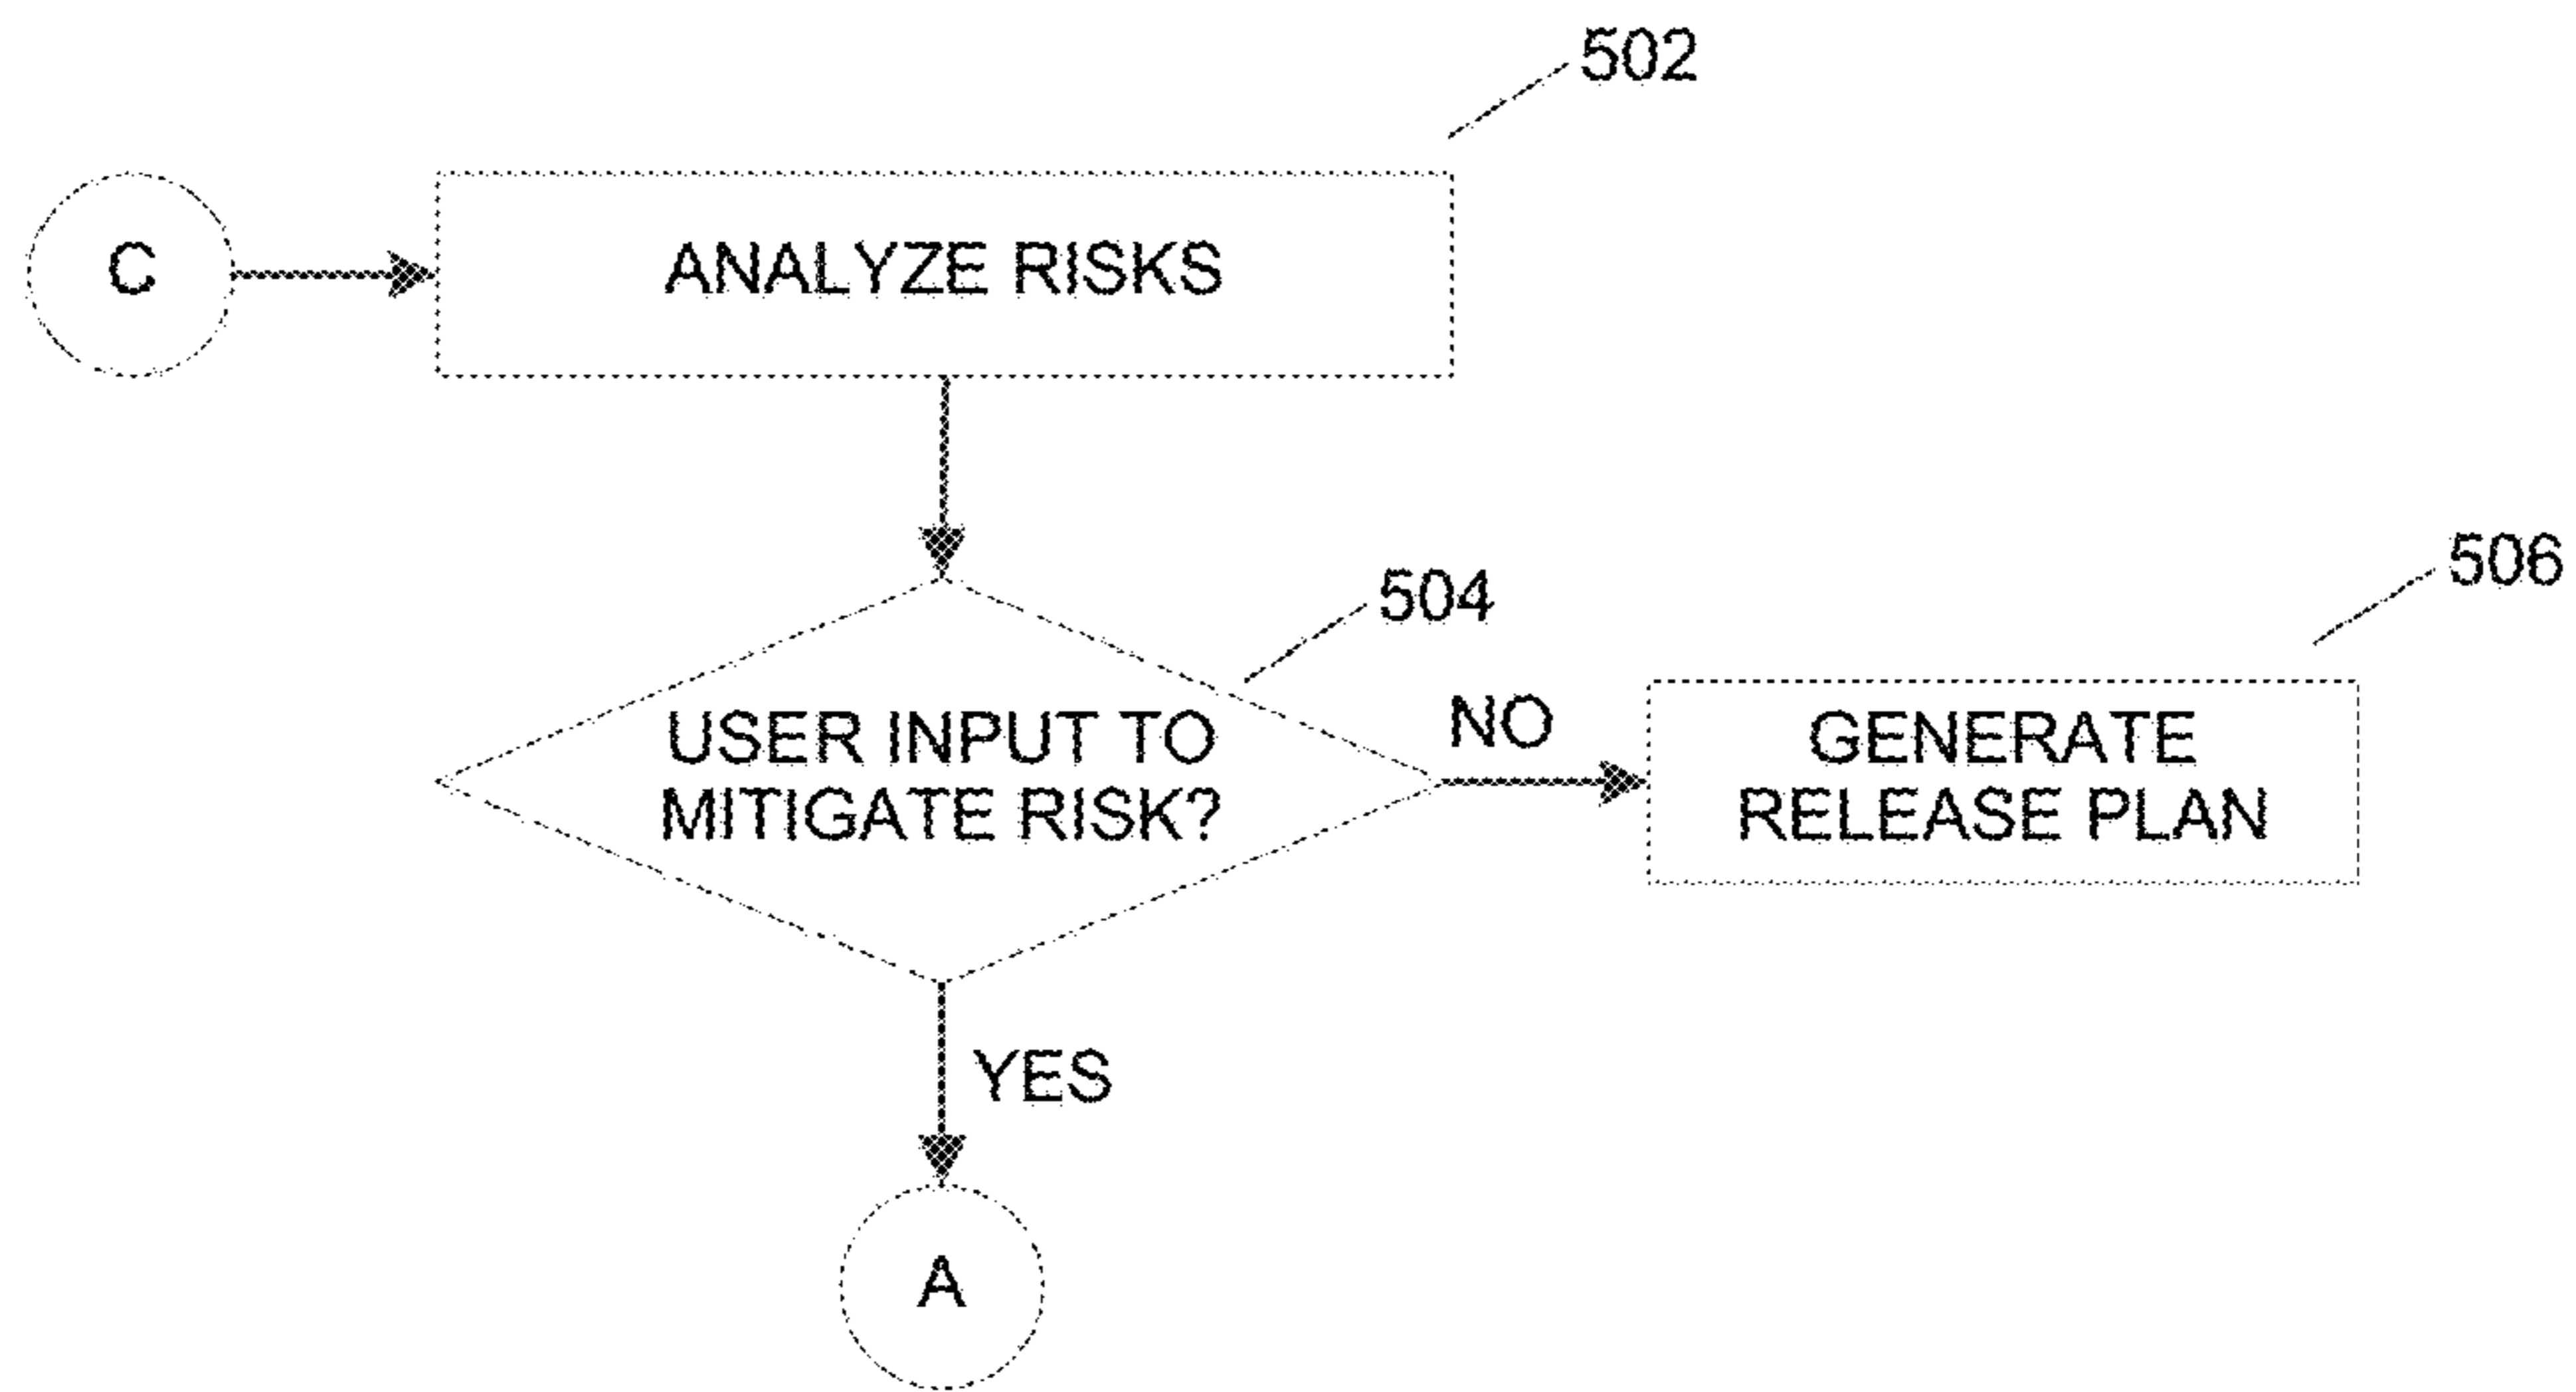 502
C
ANALYZE RISKS
504
506
USER INPUT TO
MITIGATE RISK?
NO
GENERATE
RELEASE PLAN
YES
A